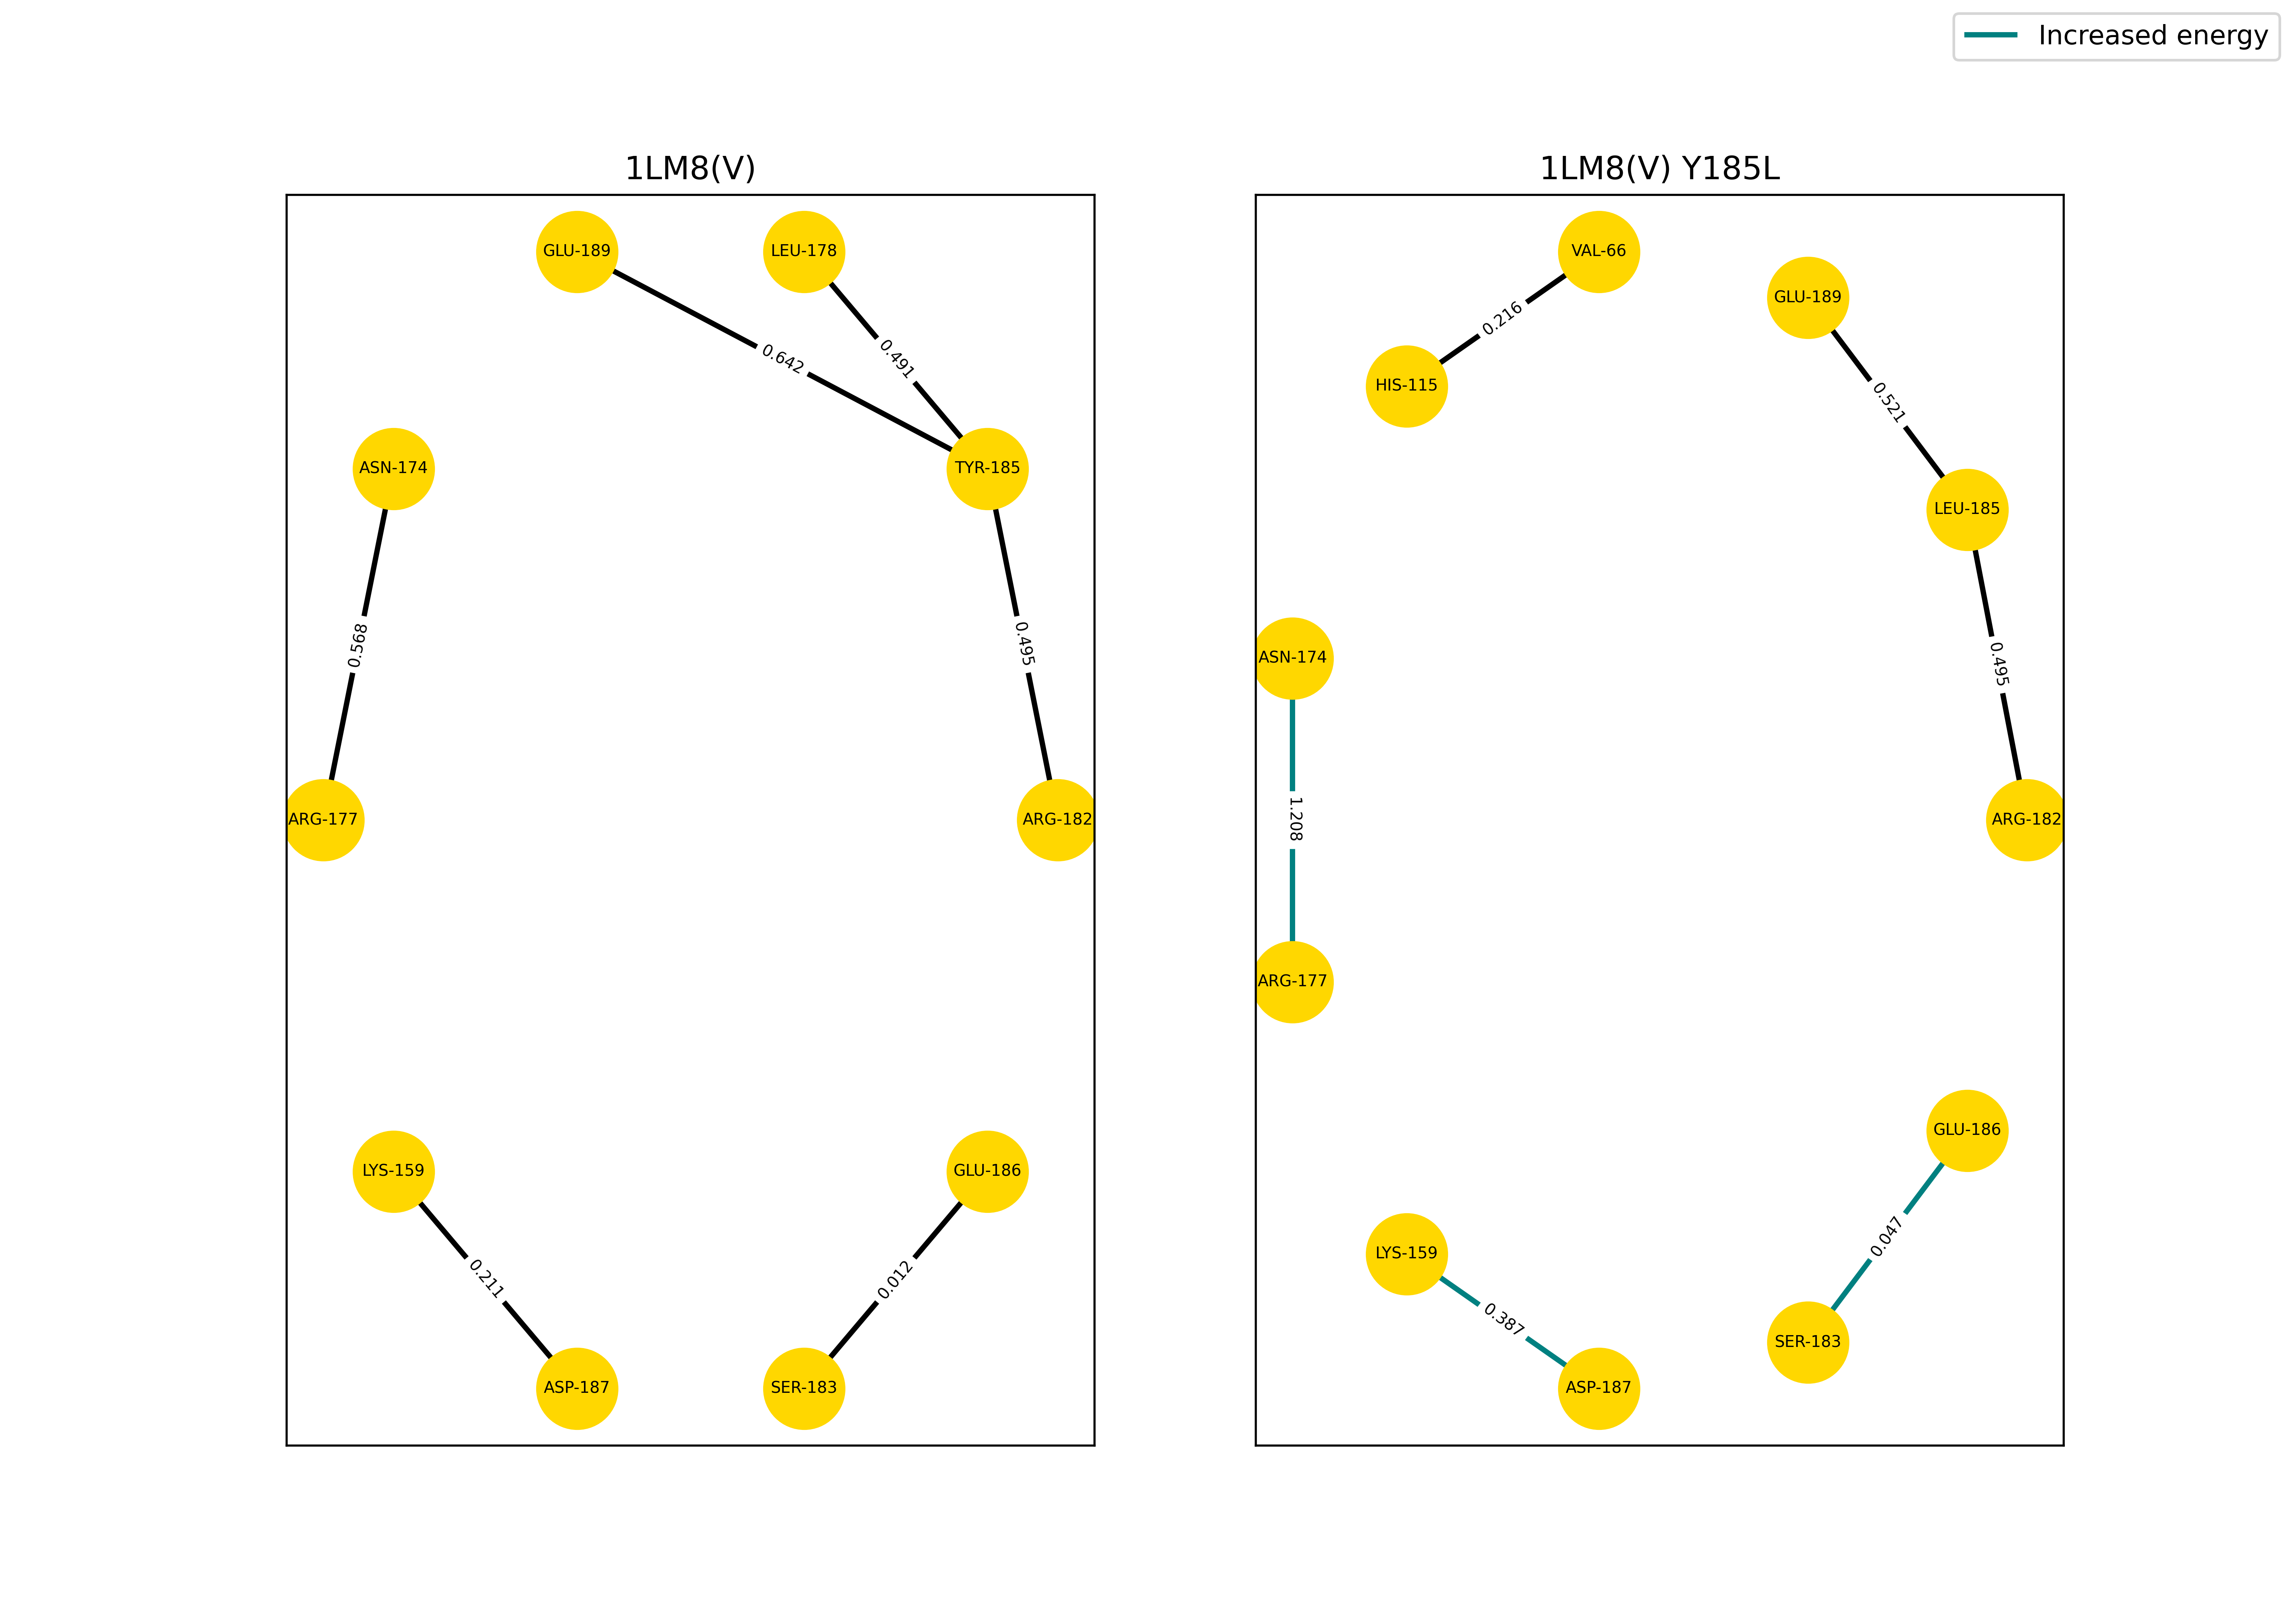 Increased energy
1LM8(V)
GLU-189
LEU-178
0.642
0.491
ASN-174
TYR-185
0.568
0.495
ARG-177
ARG-182
LYS-159
GLU-186
0.211
0.012
ASP-187
SER-183
1LM8(V) Y185L
VAL-66
GLU-189
0.216
HIS-115
0.521
LEU-185
ASN-174
0.495
1.208
ARG-182
ARG-177
GLU-186
0.047
LYS-159
0.387
SER-183
ASP-187